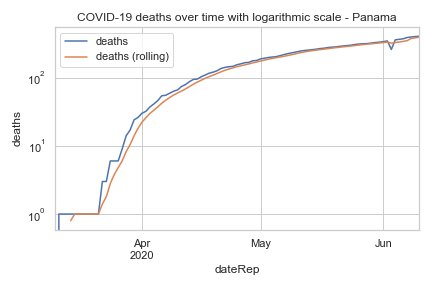 COVID-19 deaths over time with logarithmic scale - Panama
deaths
deaths (rolling)
deaths
10²
10¹
10⁰
Apr
2020
May
Jun
dateRep